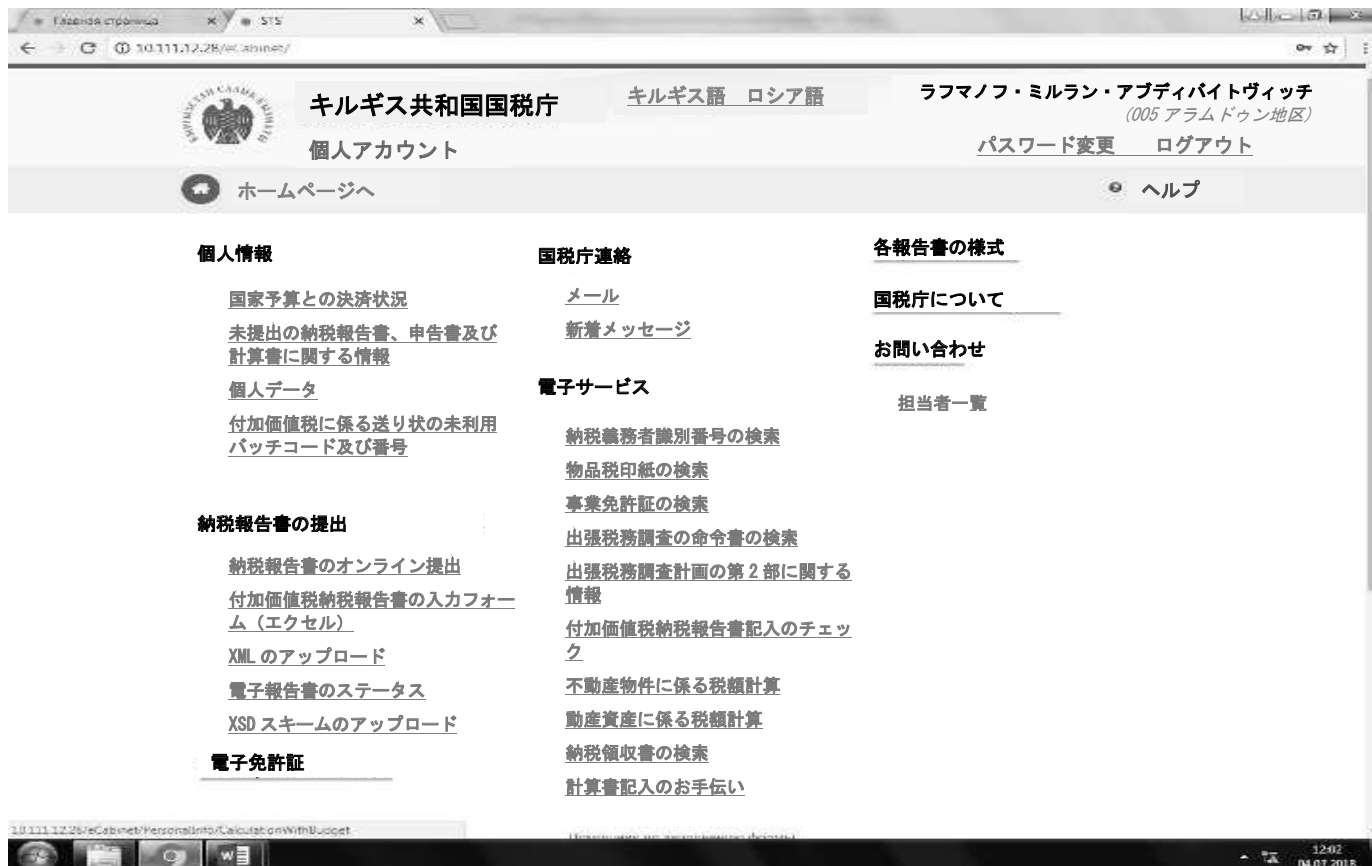 Главная страница
STS
10.111.12.28/eCabinet/
キルギス共和国国税庁
個人アカウント
キルギス語　ロシア語
ラフマノフ・ミルラン・アブディバイトヴィッチ
(005 アラムドゥン地区)
パスワード変更　ログアウト
ホームページへ
ヘルプ
個人情報
国家予算との決済状況
未提出の納税報告書、申告書及び
計算書に関する情報
個人データ
付加価値税に係る送り状の未利用
バッチコード及び番号
納税報告書の提出
納税報告書のオンライン提出
付加価値税納税報告書の入力フォー
ム（エクセル）
XML のアップロード
電子報告書のステータス
XSD スキームのアップロード
電子免許証
国税庁連絡
メール
新着メッセージ
電子サービス
納税義務者識別番号の検索
物品税印紙の検索
事業免許証の検索
出張税務調査の命令書の検索
出張税務調査計画の第 2 部に関する
情報
付加価値税納税報告書記入のチェッ
ク
不動産物件に係る税額計算
動産資産に係る税額計算
納税領収書の検索
計算書記入のお手伝い
各報告書の様式
国税庁について
お問い合わせ
担当者一覧
10.111.12.28/eCabinet/PersonalInfo/CalculationWithBudget
12:02
04.07.2018